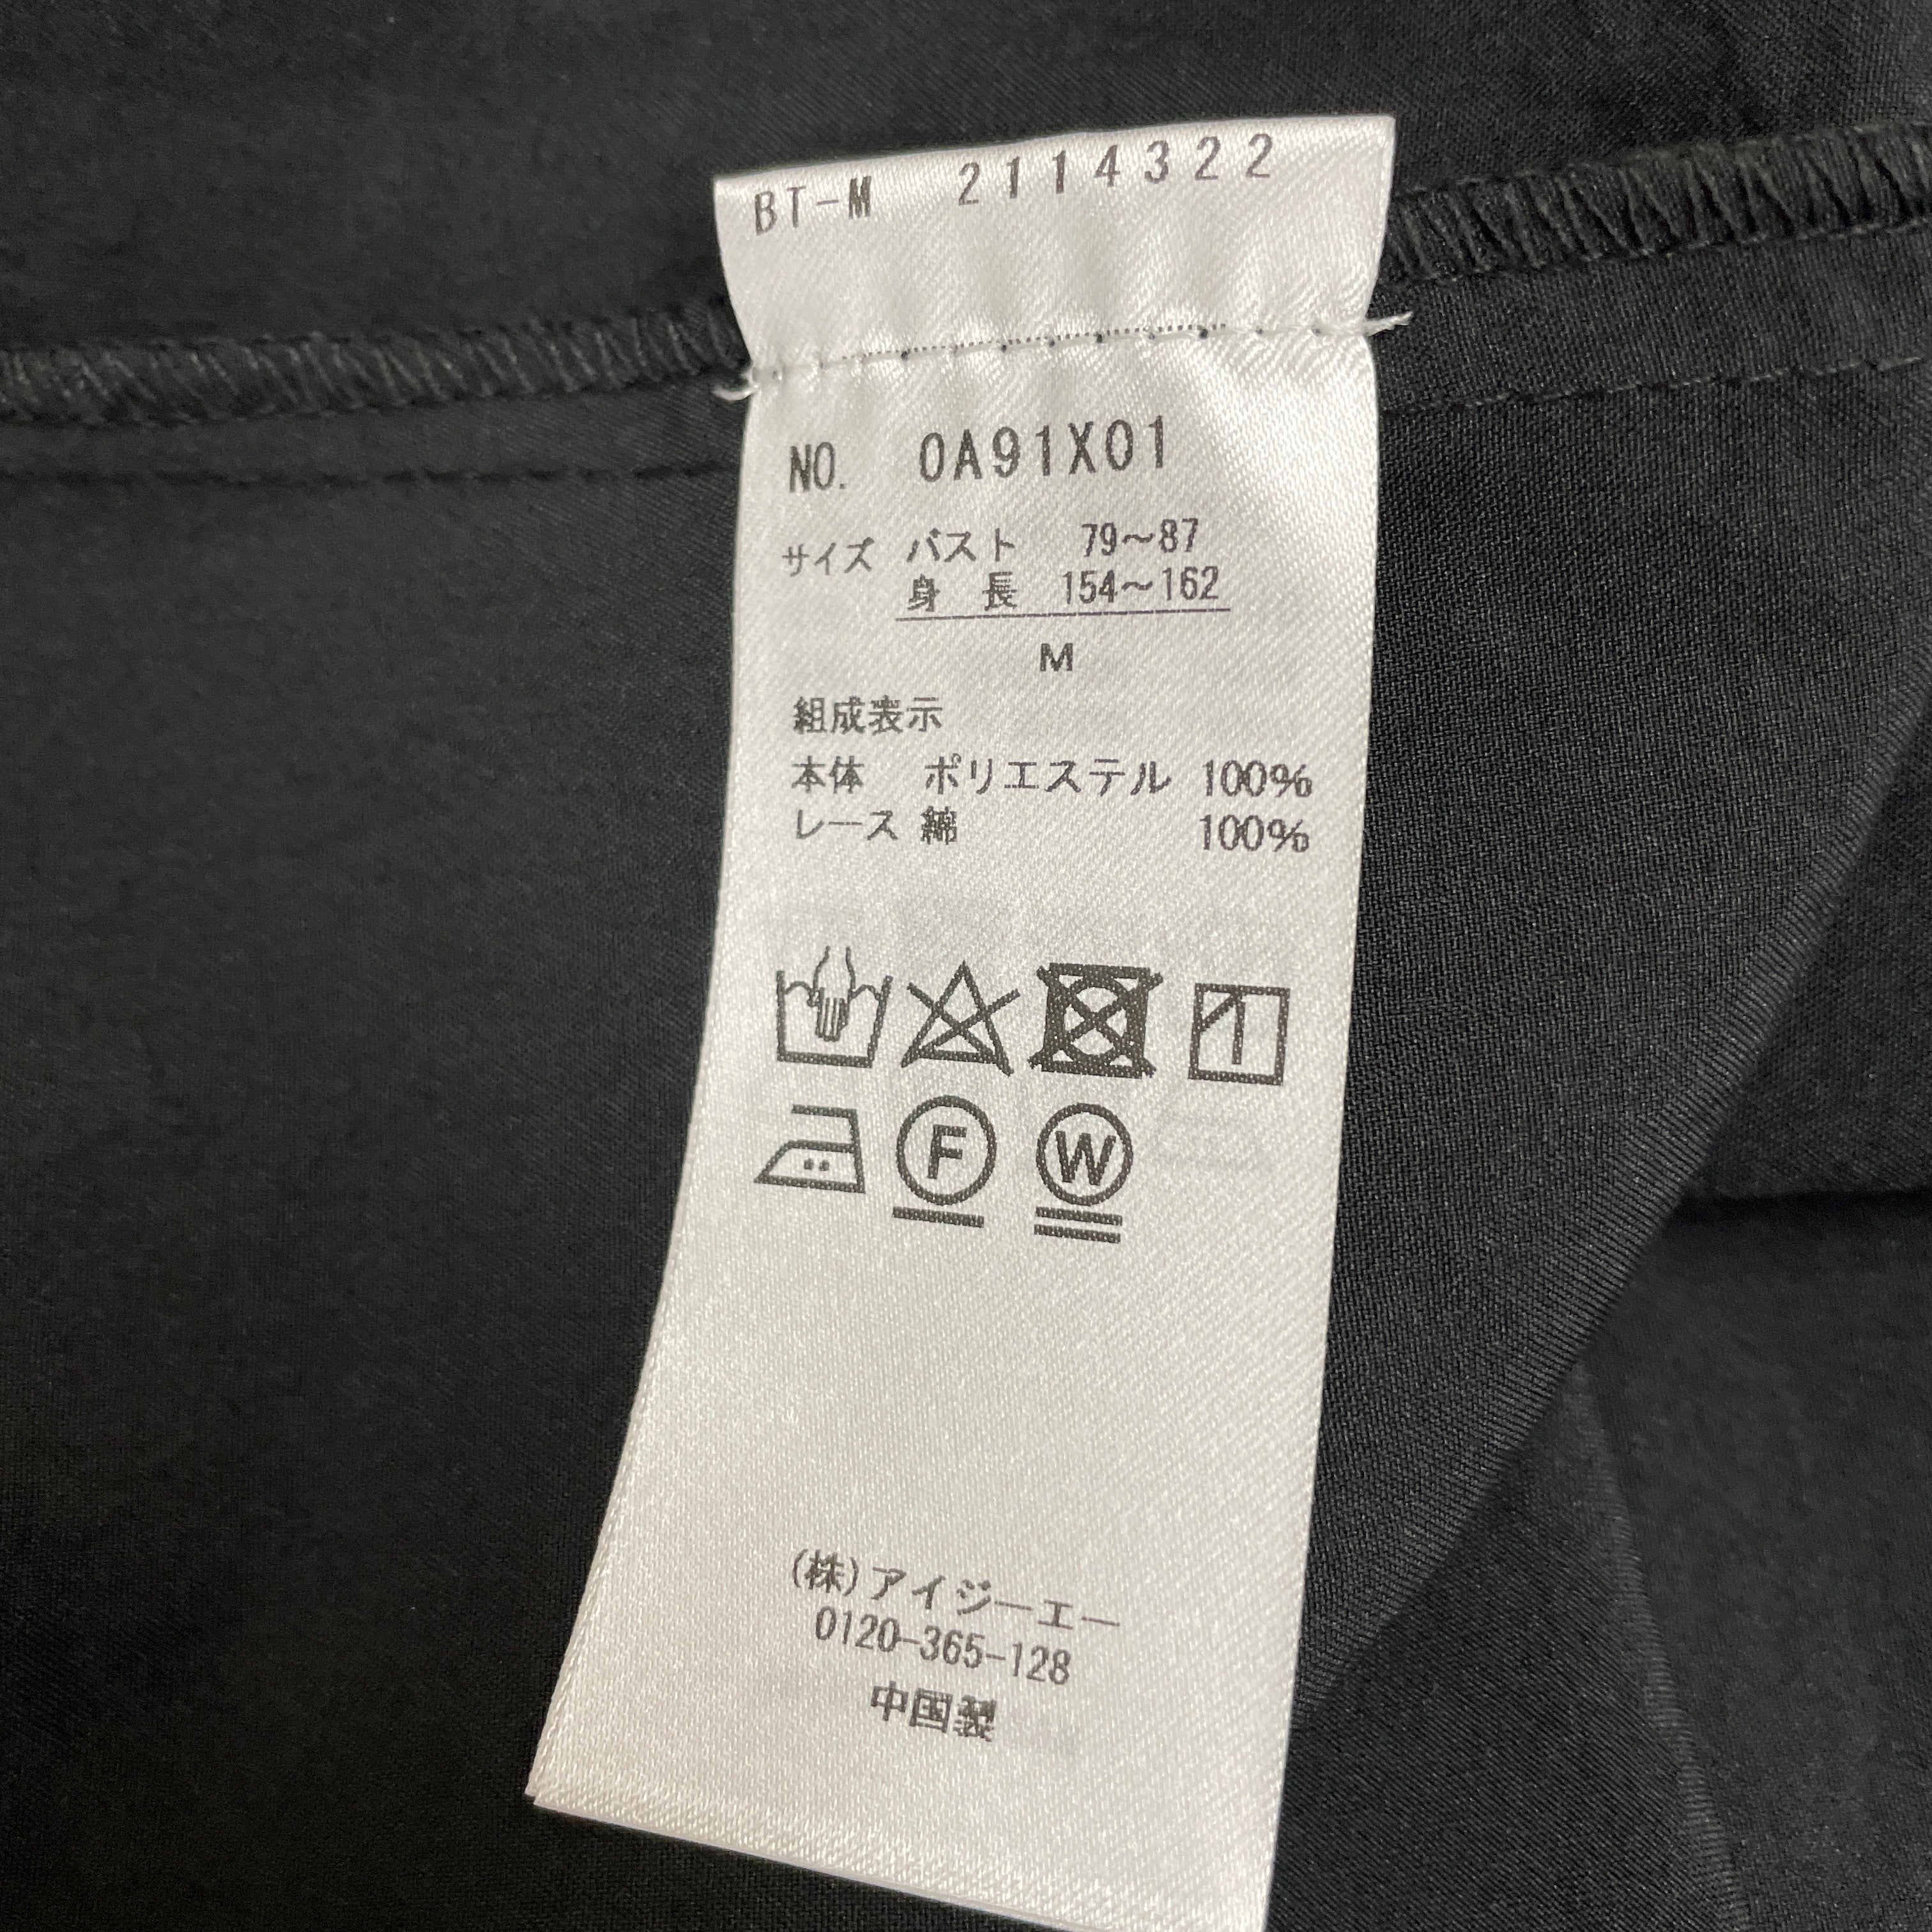 BT-M 2114322
NO. 0A91X01
サイズ バスト 79〜87
身 長 154〜162
M
組成表示
本体 ポリエステル 100%
レース 綿 100%
F W
(株)アイジーエー
0120-365-128
中国製